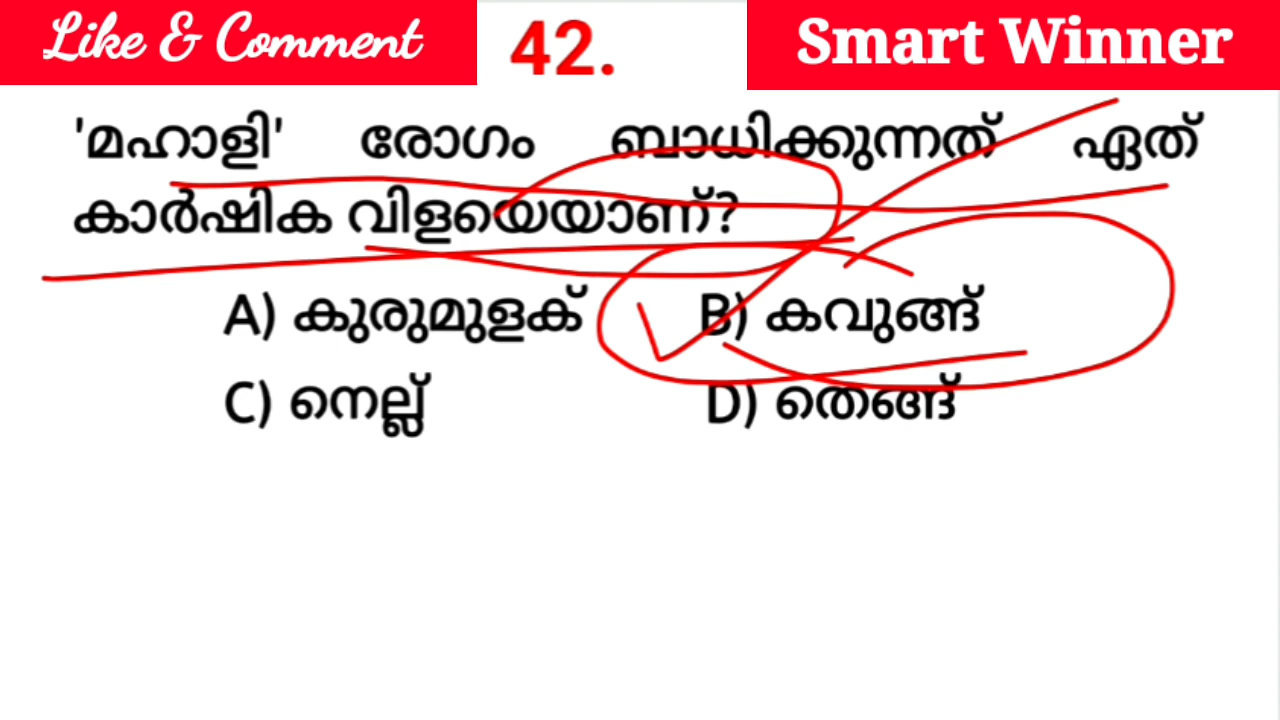 Like & Comment 42. Smart Winner
'മഹാളി' രോഗം ബാധിക്കുന്നത് ഏത്
കാർഷിക വിളയെയാണ്?
A) കുരുമുളക് B) കവുങ്ങ്
C) നെല്ല് D) തെങ്ങ്